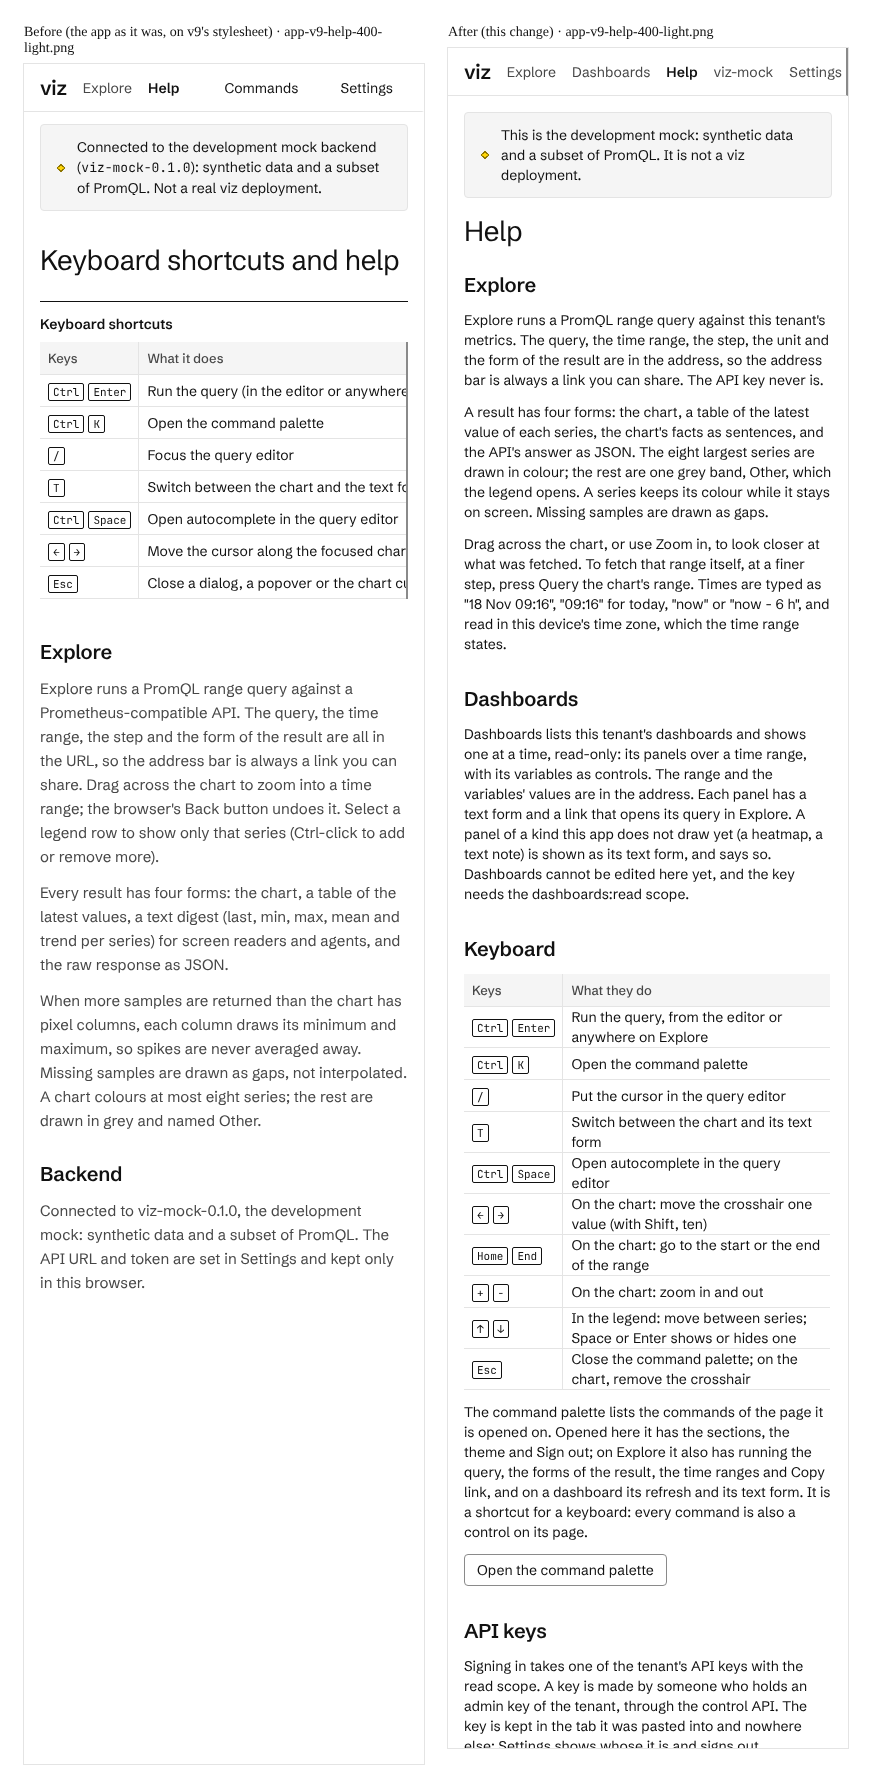 Before (the app as it was, on v9's stylesheet) · app-v9-help-400-
light.png
viz Explore Help Commands Settings
Connected to the development mock backend
(viz-mock-0.1.0): synthetic data and a subset
of PromQL. Not a real viz deployment.
Keyboard shortcuts and help
Keyboard shortcuts
Keys What it does
Ctrl Enter Run the query (in the editor or anywhere
Ctrl K Open the command palette
/ Focus the query editor
T Switch between the chart and the text fo
Ctrl Space Open autocomplete in the query editor
← → Move the cursor along the focused char
Esc Close a dialog, a popover or the chart cu
Explore
Explore runs a PromQL range query against a
Prometheus-compatible API. The query, the time
range, the step and the form of the result are all in
the URL, so the address bar is always a link you can
share. Drag across the chart to zoom into a time
range; the browser's Back button undoes it. Select a
legend row to show only that series (Ctrl-click to add
or remove more).
Every result has four forms: the chart, a table of the
latest values, a text digest (last, min, max, mean and
trend per series) for screen readers and agents, and
the raw response as JSON.
When more samples are returned than the chart has
pixel columns, each column draws its minimum and
maximum, so spikes are never averaged away.
Missing samples are drawn as gaps, not interpolated.
A chart colours at most eight series; the rest are
drawn in grey and named Other.
Backend
Connected to viz-mock-0.1.0, the development
mock: synthetic data and a subset of PromQL. The
API URL and token are set in Settings and kept only
in this browser.
After (this change) · app-v9-help-400-light.png
viz Explore Dashboards Help viz-mock Settings
This is the development mock: synthetic data
and a subset of PromQL. It is not a viz
deployment.
Help
Explore
Explore runs a PromQL range query against this tenant's
metrics. The query, the time range, the step, the unit and
the form of the result are in the address, so the address
bar is always a link you can share. The API key never is.
A result has four forms: the chart, a table of the latest
value of each series, the chart's facts as sentences, and
the API's answer as JSON. The eight largest series are
drawn in colour; the rest are one grey band, Other, which
the legend opens. A series keeps its colour while it stays
on screen. Missing samples are drawn as gaps.
Drag across the chart, or use Zoom in, to look closer at
what was fetched. To fetch that range itself, at a finer
step, press Query the chart's range. Times are typed as
"18 Nov 09:16", "09:16" for today, "now" or "now - 6 h", and
read in this device's time zone, which the time range
states.
Dashboards
Dashboards lists this tenant's dashboards and shows
one at a time, read-only: its panels over a time range,
with its variables as controls. The range and the
variables' values are in the address. Each panel has a
text form and a link that opens its query in Explore. A
panel of a kind this app does not draw yet (a heatmap, a
text note) is shown as its text form, and says so.
Dashboards cannot be edited here yet, and the key
needs the dashboards:read scope.
Keyboard
Keys What they do
Ctrl Enter Run the query, from the editor or
anywhere on Explore
Ctrl K Open the command palette
/ Put the cursor in the query editor
T Switch between the chart and its text
form
Ctrl Space Open autocomplete in the query
editor
← → On the chart: move the crosshair one
value (with Shift, ten)
Home End On the chart: go to the start or the end
of the range
+ - On the chart: zoom in and out
↑ ↓ In the legend: move between series;
Space or Enter shows or hides one
Esc Close the command palette; on the
chart, remove the crosshair
The command palette lists the commands of the page it
is opened on. Opened here it has the sections, the
theme and Sign out; on Explore it also has running the
query, the forms of the result, the time ranges and Copy
link, and on a dashboard its refresh and its text form. It is
a shortcut for a keyboard: every command is also a
control on its page.
Open the command palette
API keys
Signing in takes one of the tenant's API keys with the
read scope. A key is made by someone who holds an
admin key of the tenant, through the control API. The
key is kept in the tab it was pasted into and nowhere
else; Settings shows whose it is and signs out.